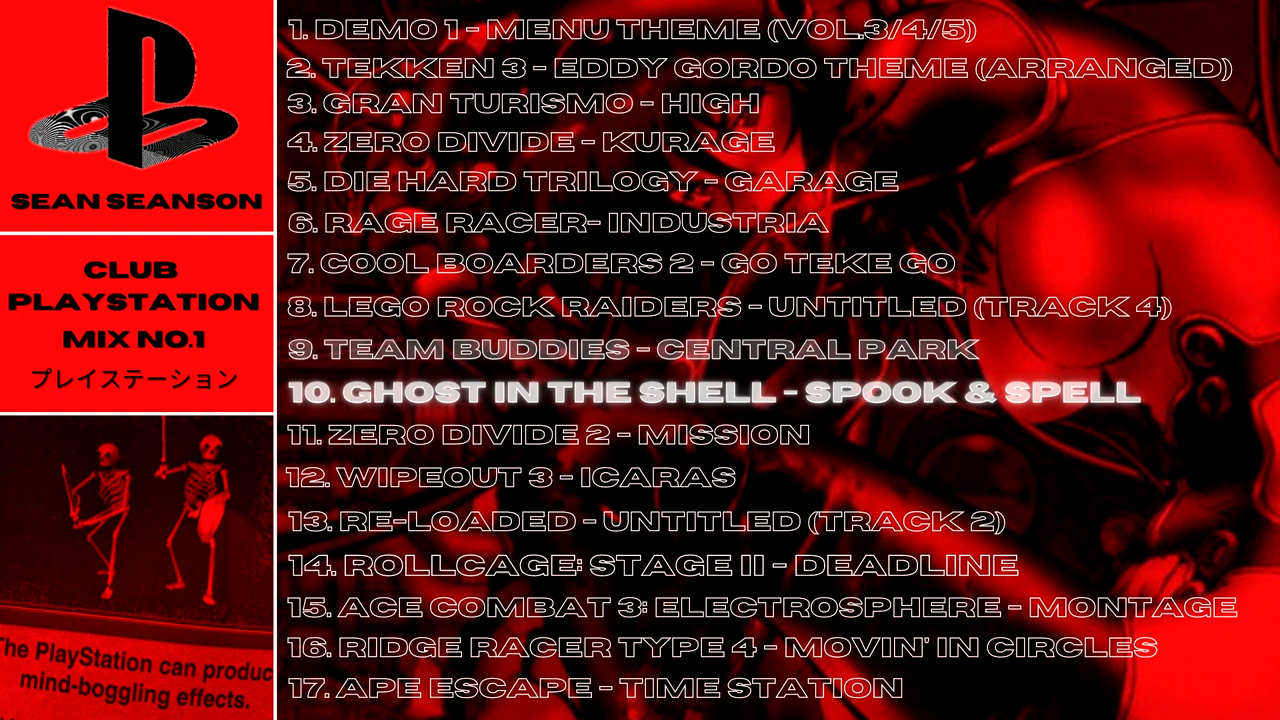 SEAN SEANSON
CLUB
PLAYSTATION
MIX NO.1
プレイステーション
The PlayStation can produc
mind-boggling effects.
1. DEMO 1 - MENU THEME (VOL.3/4/5)
2. TEKKEN 3 - EDDY GORDO THEME (ARRANGED)
3. GRAN TURISMO - HIGH
4. ZERO DIVIDE - KURAGE
5. DIE HARD TRILOGY - GARAGE
6. RAGE RACER- INDUSTRIA
7. COOL BOARDERS 2 - GO TEKE GO
8. LEGO ROCK RAIDERS - UNTITLED (TRACK 4)
9. TEAM BUDDIES - CENTRAL PARK
10. GHOST IN THE SHELL - SPOOK & SPELL
11. ZERO DIVIDE 2 - MISSION
12. WIPEOUT 3 - ICARAS
13. RE-LOADED - UNTITLED (TRACK 2)
14. ROLLCAGE: STAGE II - DEADLINE
15. ACE COMBAT 3: ELECTROSPHERE - MONTAGE
16. RIDGE RACER TYPE 4 - MOVIN' IN CIRCLES
17. APE ESCAPE - TIME STATION